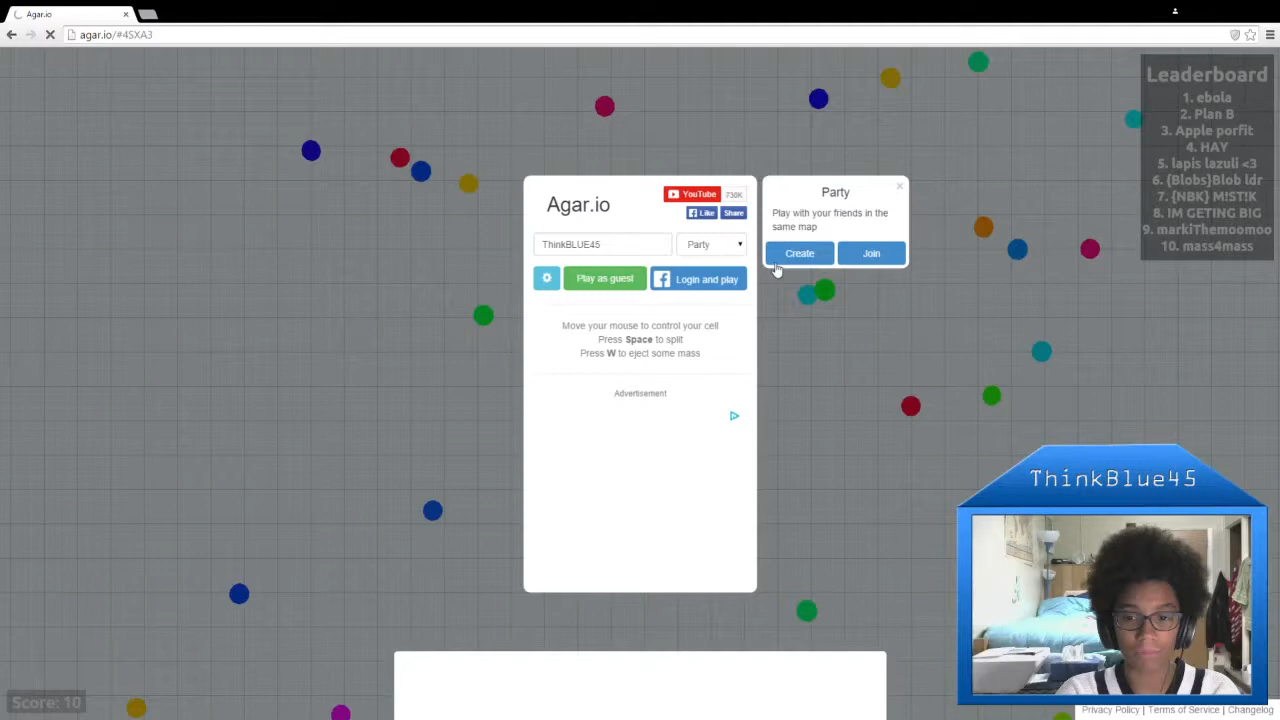 Agar.io
agar.io/#4SXA3
Leaderboard
1. ebola
2. Plan B
3. Apple porfit
4. HAY
5. lapis lazuli <3
6. {Blobs}Blob ldr
7. {NBK} M!ST!K
8. IM GETING BIG
9. markiThemoomoo
10. mass4mass
Agar.io
YouTube 730K
Like Share
ThinkBLUE45 Party
Play as guest Login and play
Move your mouse to control your cell
Press Space to split
Press W to eject some mass
Advertisement
Party
×
Play with your friends in the
same map
Create Join
ThinkBlue45
Score: 10
Privacy Policy | Terms of Service | Changelog